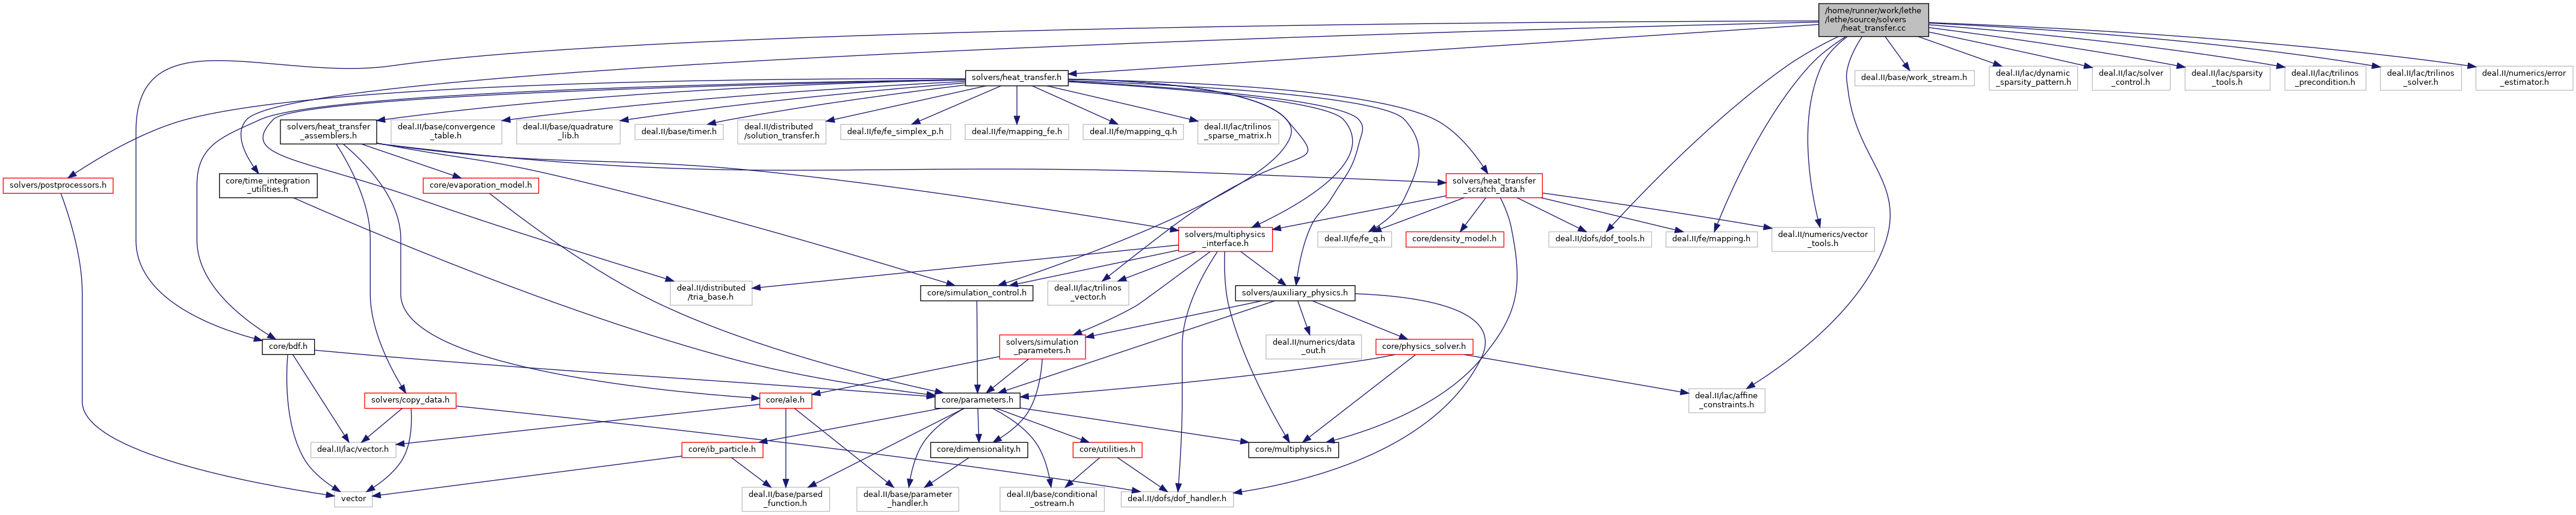 /home/runner/work/lethe
/lethe/source/solvers
/heat_transfer.cc
solvers/heat_transfer.h
deal.II/base/work_stream.h
deal.II/lac/dynamic
_sparsity_pattern.h
deal.II/lac/solver
_control.h
deal.II/lac/sparsity
_tools.h
deal.II/lac/trilinos
_precondition.h
deal.II/lac/trilinos
_solver.h
deal.II/numerics/error
_estimator.h
solvers/heat_transfer
_assemblers.h
deal.II/base/convergence
_table.h
deal.II/base/quadrature
_lib.h
deal.II/base/timer.h
deal.II/distributed
/solution_transfer.h
deal.II/fe/fe_simplex_p.h
deal.II/fe/mapping_fe.h
deal.II/fe/mapping_q.h
deal.II/lac/trilinos
_sparse_matrix.h
solvers/postprocessors.h
core/time_integration
_utilities.h
core/evaporation_model.h
solvers/heat_transfer
_scratch_data.h
solvers/multiphysics
_interface.h
deal.II/fe/fe_q.h
core/density_model.h
deal.II/dofs/dof_tools.h
deal.II/fe/mapping.h
deal.II/numerics/vector
_tools.h
deal.II/distributed
/tria_base.h
core/simulation_control.h
deal.II/lac/trilinos
_vector.h
solvers/auxiliary_physics.h
core/bdf.h
solvers/simulation
_parameters.h
deal.II/numerics/data
_out.h
core/physics_solver.h
solvers/copy_data.h
core/ale.h
core/parameters.h
deal.II/lac/affine
_constraints.h
deal.II/lac/vector.h
core/ib_particle.h
core/dimensionality.h
core/utilities.h
core/multiphysics.h
vector
deal.II/base/parsed
_function.h
deal.II/base/parameter
_handler.h
deal.II/base/conditional
_ostream.h
deal.II/dofs/dof_handler.h